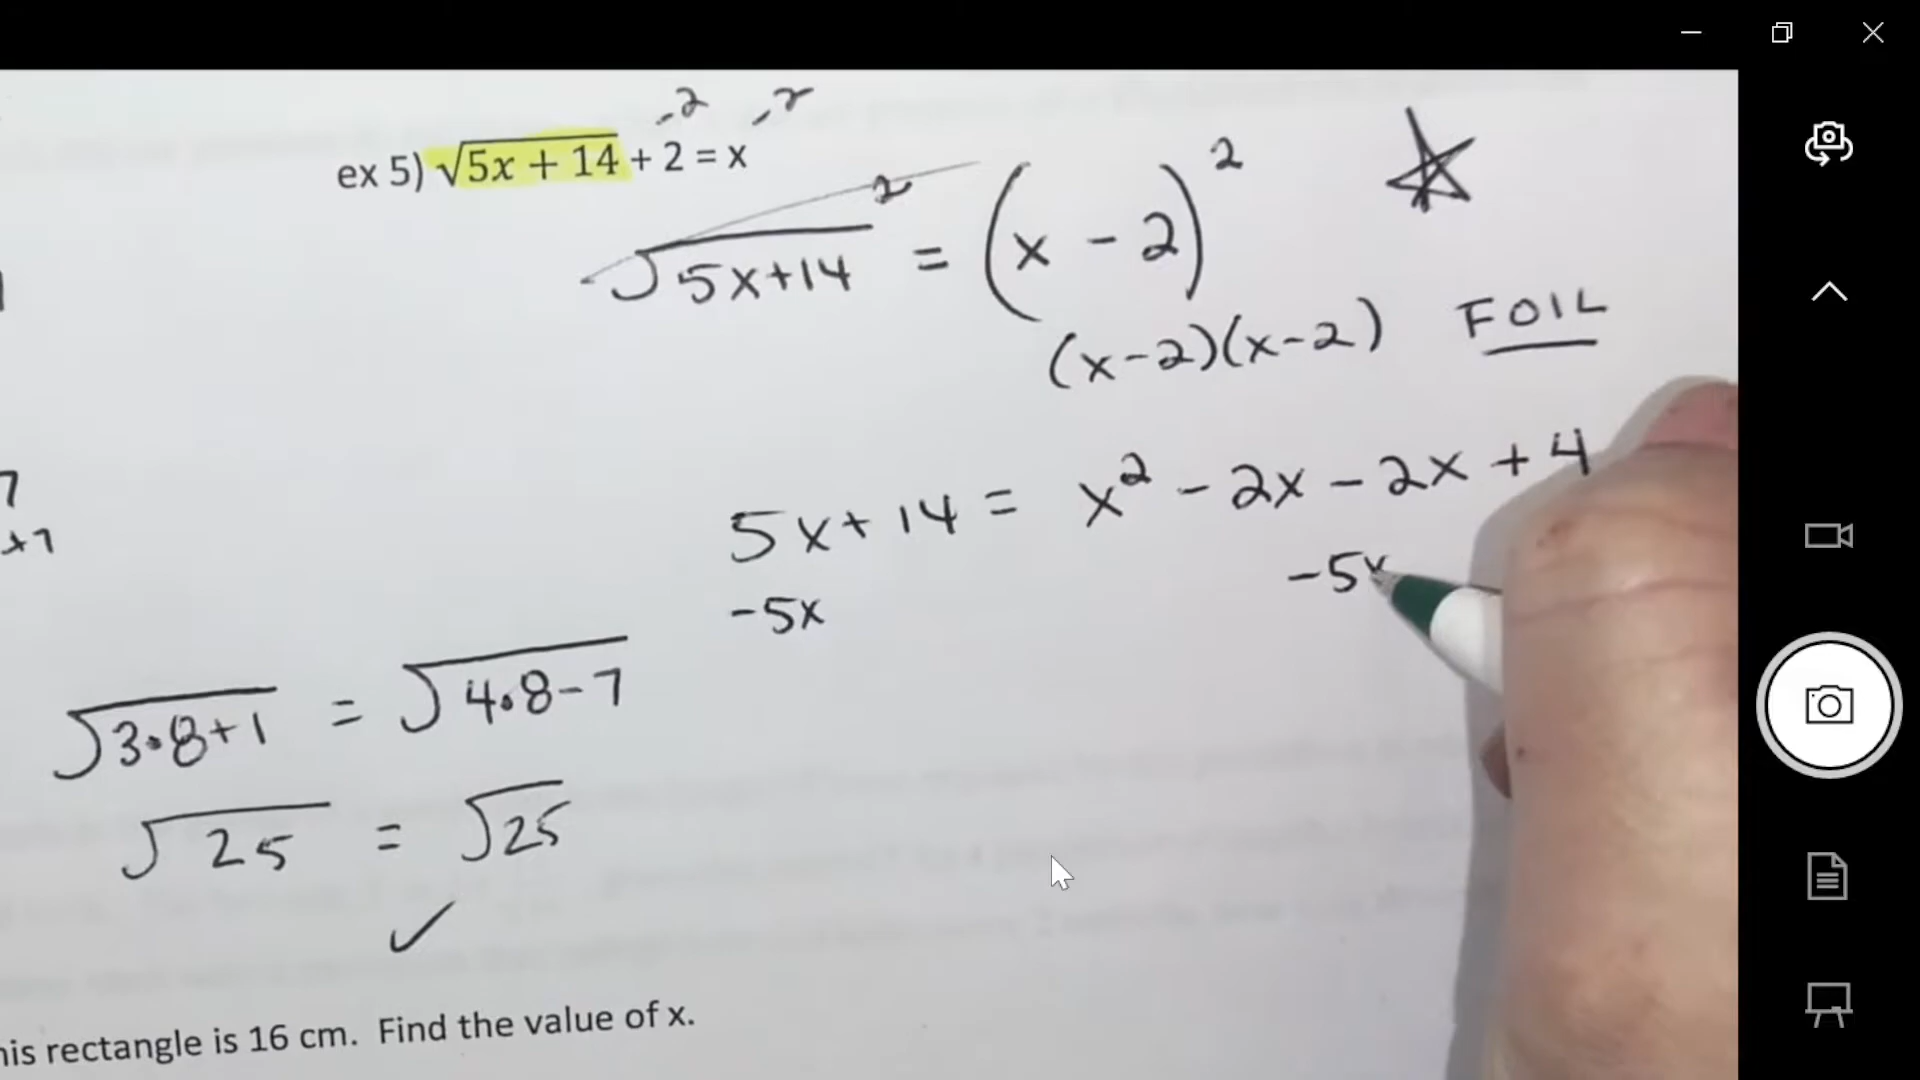 -2 -2
ex 5) √5x + 14 + 2 = x
√5x+14² = (x - 2)²
(x-2)(x-2) FOIL
5x+14 = x² - 2x - 2x + 4
-5x -5x
7
+7
√3•8+1 = √4•8-7
√25 = √25
his rectangle is 16 cm. Find the value of x.